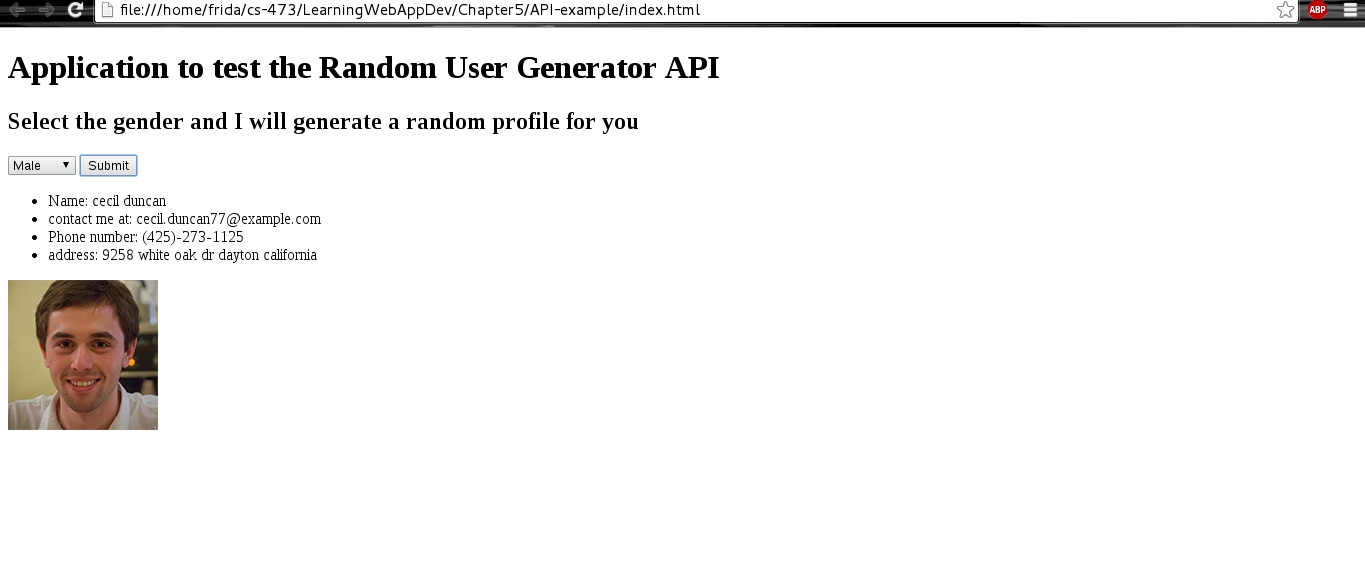 file:///home/frida/cs-473/LearningWebAppDev/Chapter5/API-example/index.html
ABP
Application to test the Random User Generator API
Select the gender and I will generate a random profile for you
Male Submit
Name: cecil duncan
contact me at: cecil.duncan77@example.com
Phone number: (425)-273-1125
address: 9258 white oak dr dayton california